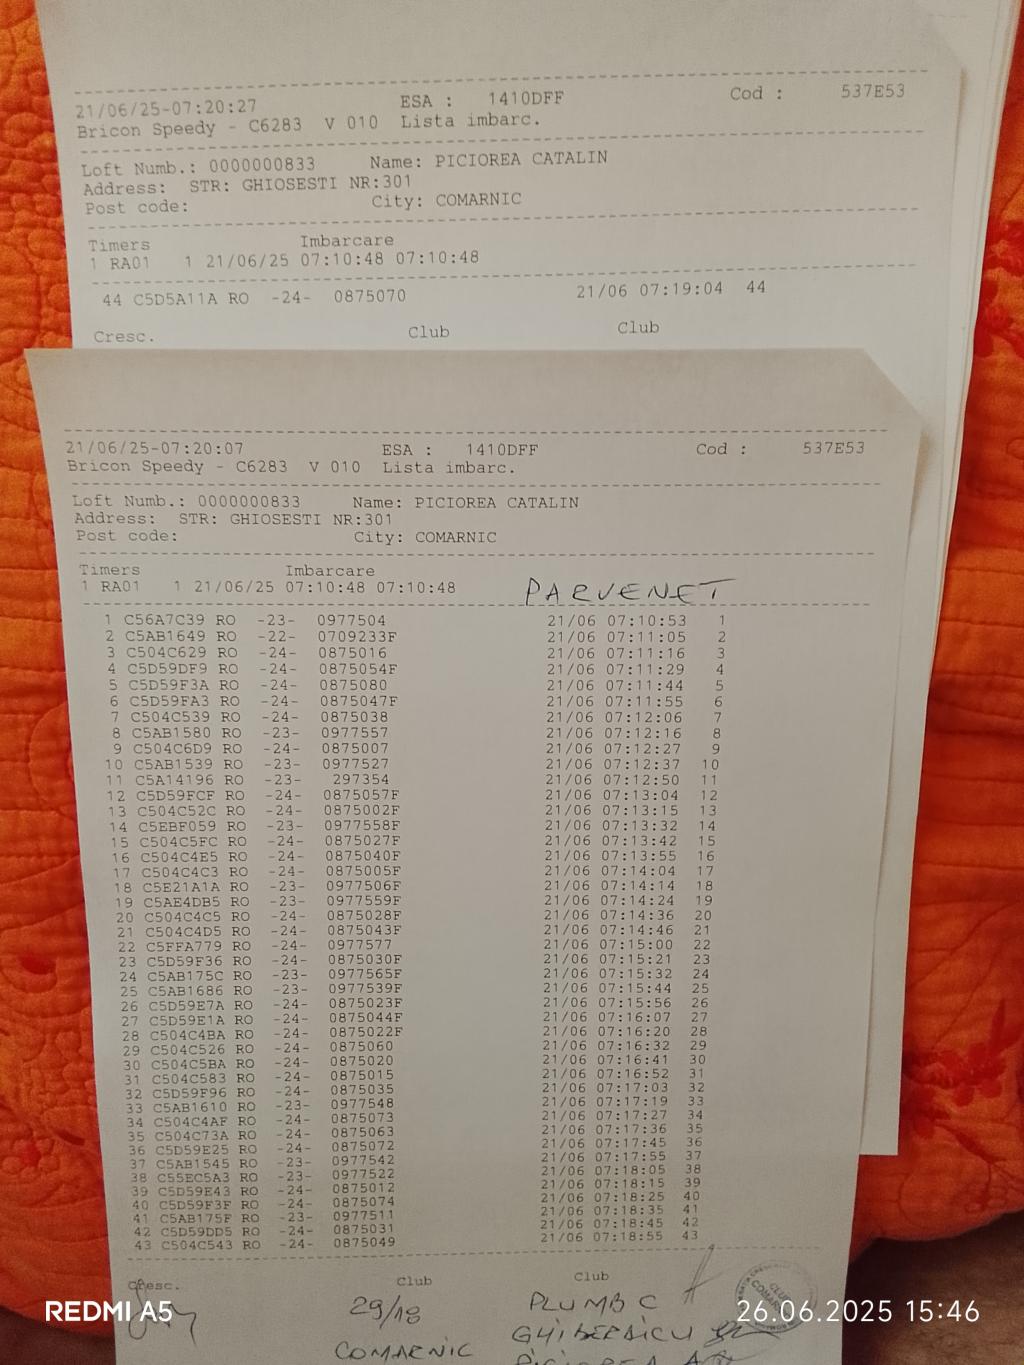 21/06/25-07:20:27 ESA : 1410DFF Cod : 537E53
Bricon Speedy - C6283 V 010 Lista imbarc.
Loft Numb.: 0000000833 Name: PICIOREA CATALIN
Address: STR: GHIOSESTI NR:301
Post code: City: COMARNIC
Timers Imbarcare
1 RA01 1 21/06/25 07:10:48 07:10:48
44 C5D5A11A RO -24- 0875070 21/06 07:19:04 44
Cresc. Club Club
21/06/25-07:20:07 ESA : 1410DFF Cod : 537E53
Bricon Speedy - C6283 V 010 Lista imbarc.
Loft Numb.: 0000000833 Name: PICIOREA CATALIN
Address: STR: GHIOSESTI NR:301
Post code: City: COMARNIC
Timers Imbarcare
1 RA01 1 21/06/25 07:10:48 07:10:48 PARVENET
1 C56A7C39 RO -23- 0977504 21/06 07:10:53 1
2 C5AB1649 RO -22- 0709233F 21/06 07:11:05 2
3 C504C629 RO -24- 0875016 21/06 07:11:16 3
4 C5D59DF9 RO -24- 0875054F 21/06 07:11:29 4
5 C5D59F3A RO -24- 0875080 21/06 07:11:44 5
6 C5D59FA3 RO -24- 0875047F 21/06 07:11:55 6
7 C504C539 RO -24- 0875038 21/06 07:12:06 7
8 C5AB1580 RO -23- 0977557 21/06 07:12:16 8
9 C504C6D9 RO -24- 0875007 21/06 07:12:27 9
10 C5AB1539 RO -23- 0977527 21/06 07:12:37 10
11 C5A14196 RO -23- 297354 21/06 07:12:50 11
12 C5D59FCF RO -24- 0875057F 21/06 07:13:04 12
13 C504C52C RO -24- 0875002F 21/06 07:13:15 13
14 C5EBF059 RO -23- 0977558F 21/06 07:13:32 14
15 C504C5FC RO -24- 0875027F 21/06 07:13:42 15
16 C504C4E5 RO -24- 0875040F 21/06 07:13:55 16
17 C504C4C3 RO -24- 0875005F 21/06 07:14:04 17
18 C5E21A1A RO -23- 0977506F 21/06 07:14:14 18
19 C5AE4DB5 RO -23- 0977559F 21/06 07:14:24 19
20 C504C4C5 RO -24- 0875028F 21/06 07:14:36 20
21 C504C4D5 RO -24- 0875043F 21/06 07:14:46 21
22 C5FFA779 RO -24- 0977577 21/06 07:15:00 22
23 C5D59F36 RO -24- 0875030F 21/06 07:15:21 23
24 C5AB175C RO -23- 0977565F 21/06 07:15:32 24
25 C5AB1686 RO -23- 0977539F 21/06 07:15:44 25
26 C5D59E7A RO -24- 0875023F 21/06 07:15:56 26
27 C5D59E1A RO -24- 0875044F 21/06 07:16:07 27
28 C504C4BA RO -24- 0875022F 21/06 07:16:20 28
29 C504C526 RO -24- 0875060 21/06 07:16:32 29
30 C504C5BA RO -24- 0875020 21/06 07:16:41 30
31 C504C583 RO -24- 0875015 21/06 07:16:52 31
32 C5D59F96 RO -24- 0875035 21/06 07:17:03 32
33 C5AB1610 RO -23- 0977548 21/06 07:17:19 33
34 C504C4AF RO -24- 0875073 21/06 07:17:27 34
35 C504C73A RO -24- 0875063 21/06 07:17:36 35
36 C5D59E25 RO -24- 0875072 21/06 07:17:45 36
37 C5AB1545 RO -23- 0977542 21/06 07:17:55 37
38 C55EC5A3 RO -23- 0977522 21/06 07:18:05 38
39 C5D59E43 RO -24- 0875012 21/06 07:18:15 39
40 C5D59F3F RO -24- 0875074 21/06 07:18:25 40
41 C5AB175F RO -23- 0977511 21/06 07:18:35 41
42 C5D59DD5 RO -24- 0875031 21/06 07:18:45 42
43 C504C543 RO -24- 0875049 21/06 07:18:55 43
Cresc. Club Club
29/18 PLUMB C
COMARNIC GHIBERDICU
PICIOREA
REDMI A5 26.06.2025 15:46